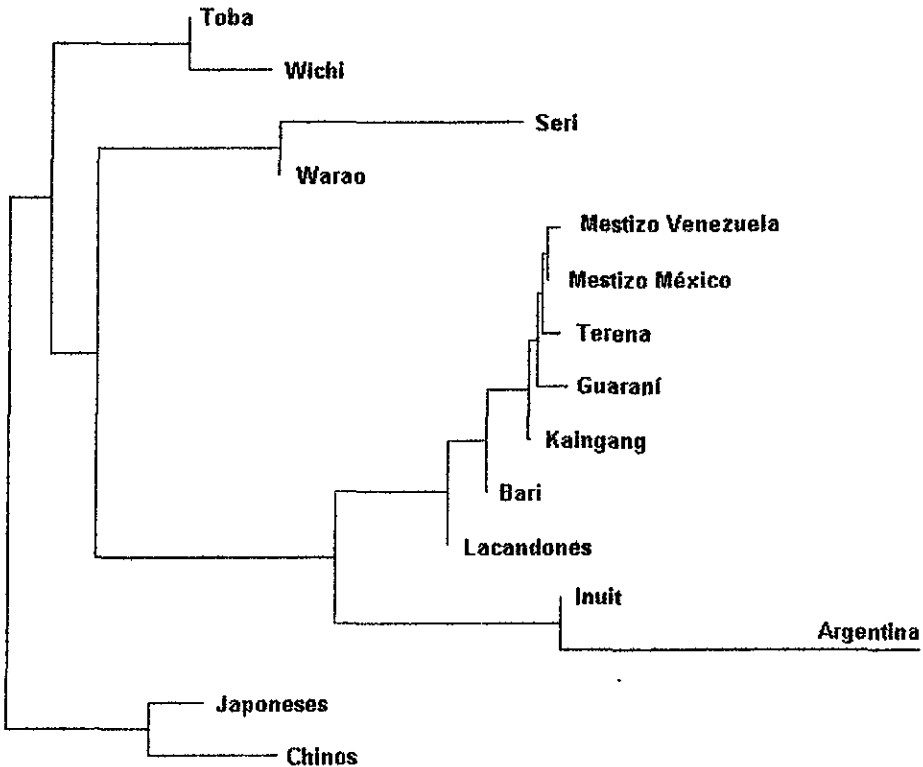 Toba
Wichi
Seri
Warao
Mestizo Venezuela
Mestizo México
Terena
Guaraní
Kaingang
Bari
Lacandones
Inuit
Argentina
Japoneses
Chinos